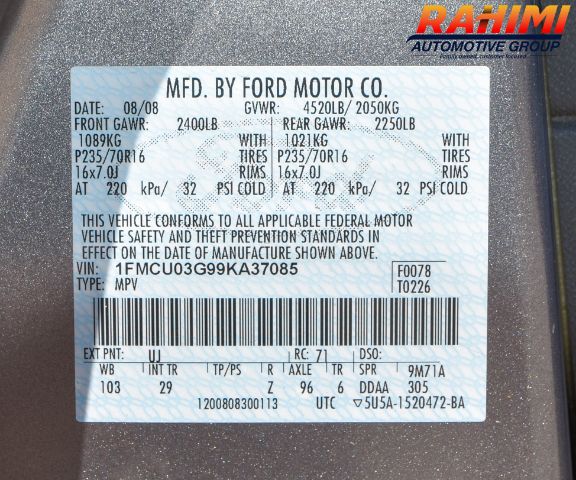 RAHIMI
AUTOMOTIVE GROUP
Family owned, customer focused.
MFD. BY FORD MOTOR CO.
DATE: 08/08 GVWR: 4520LB/ 2050KG
FRONT GAWR: 2400LB REAR GAWR: 2250LB
1089KG WITH 1021KG WITH
P235/70R16 TIRES P235/70R16 TIRES
16x7.0J RIMS 16x7.0J RIMS
AT 220 kPa/ 32 PSI COLD AT 220 kPa/ 32 PSI COLD
THIS VEHICLE CONFORMS TO ALL APPLICABLE FEDERAL MOTOR
VEHICLE SAFETY AND THEFT PREVENTION STANDARDS IN
EFFECT ON THE DATE OF MANUFACTURE SHOWN ABOVE.
VIN: 1FMCU03G99KA37085 F0078
TYPE: MPV T0226
EXT PNT: UJ RC: 71 DSO:
WB INT TR TP/PS R AXLE TR SPR 9M71A
103 29 Z 96 6 DDAA 305
1200808300113 UTC ▽5U5A-1520472-BA